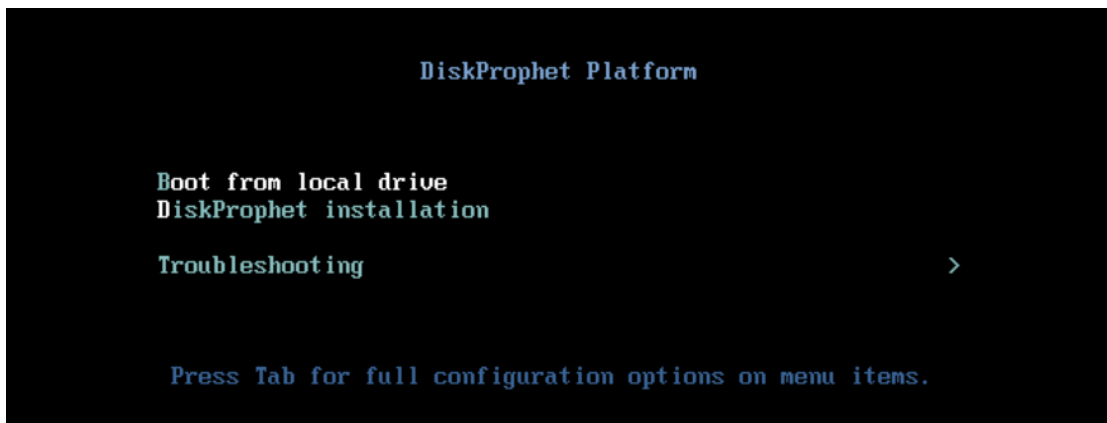 DiskProphet Platform
Boot from local drive
DiskProphet installation
Troubleshooting >
Press Tab for full configuration options on menu items.